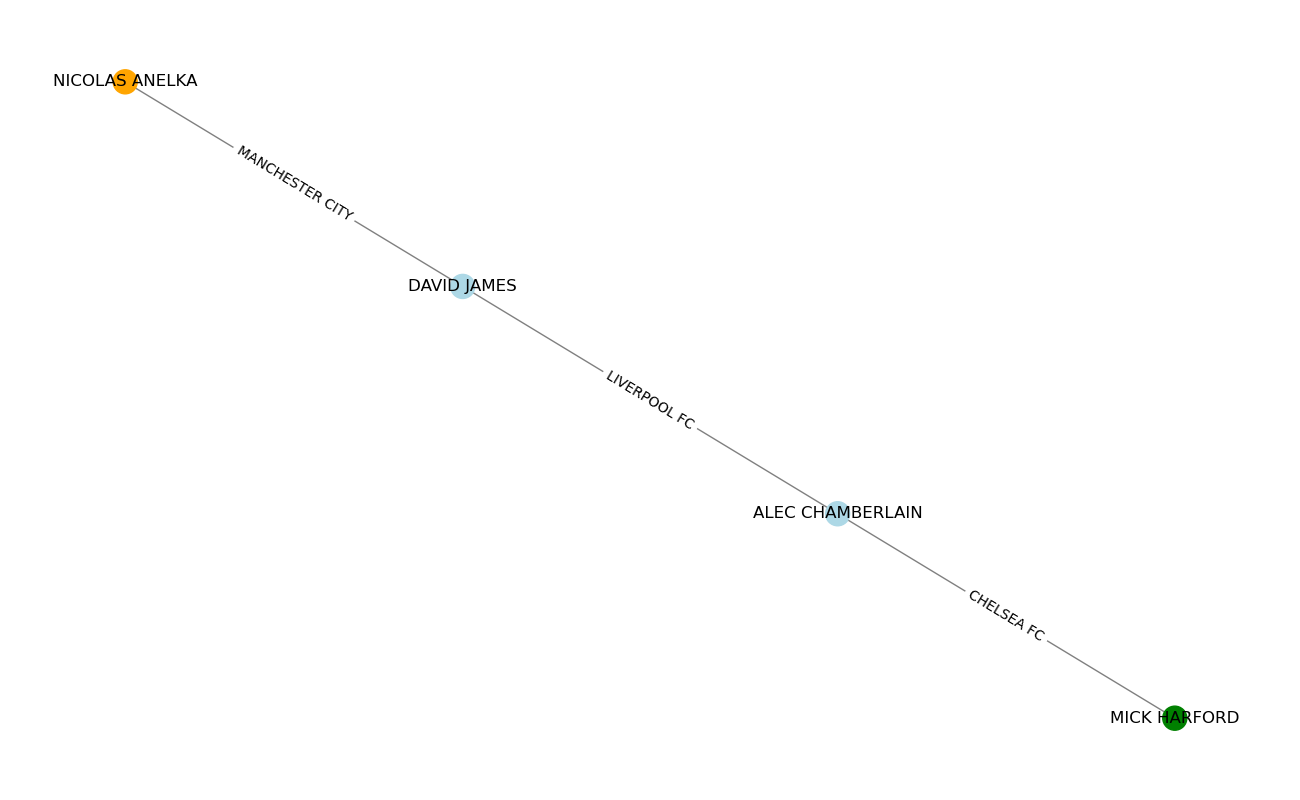 NICOLAS ANELKA
MANCHESTER CITY
DAVID JAMES
LIVERPOOL FC
ALEC CHAMBERLAIN
CHELSEA FC
MICK HARFORD